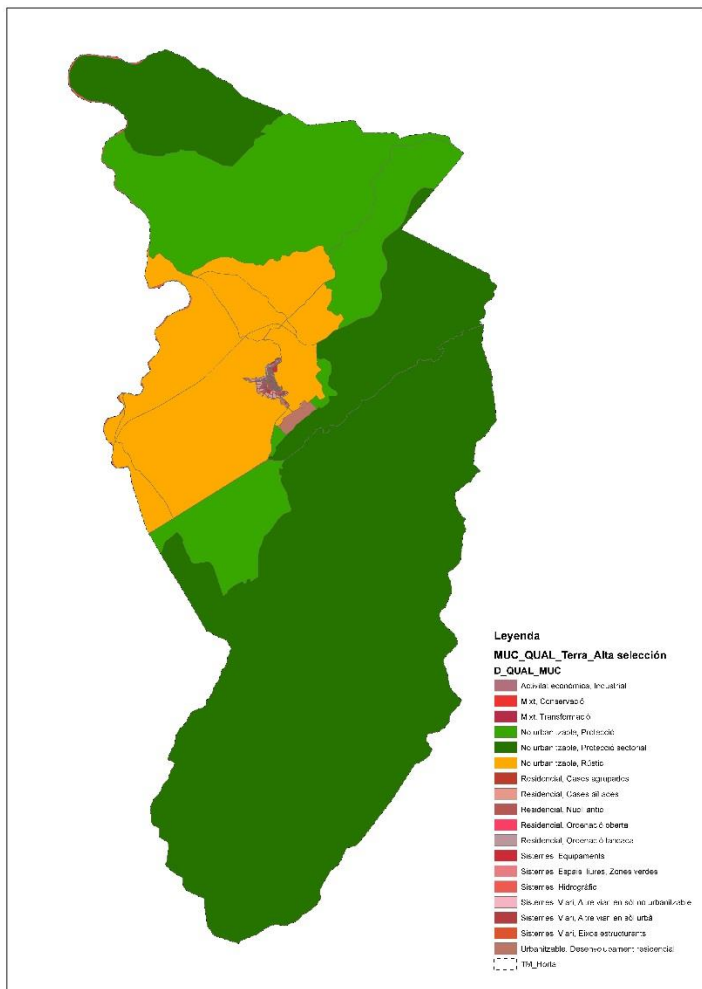 Leyenda
MUC_QUAL_Terra_Alta selección
D_QUAL_MUC
Activitat econòmica, Industrial
Mixt, Conservació
Mixt, Transformació
No urbanitzable, Protecció
No urbanitzable, Protecció sectorial
No urbanitzable, Rústic
Residencial, Cases agrupades
Residencial, Cases aïllades
Residencial, Nucli antic
Residencial, Ordenació oberta
Residencial, Ordenació tancada
Sistemes, Equipaments
Sistemes, Espais lliures, Zones verdes
Sistemes, Hidrogràfic
Sistemes, Viari, Altre viari en sòl no urbanitzable
Sistemes, Viari, Altre viari en sòl urbà
Sistemes, Viari, Eixos estructurants
Urbanitzable, Desenvolupament residencial
TM_Horta